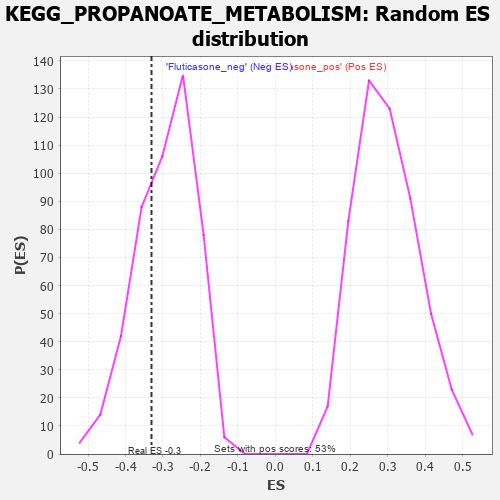 KEGG_PROPANOATE_METABOLISM: Random ES
distribution
'Fluticasone_neg' (Neg ES) sone_pos' (Pos ES)
140
130
120
110
100
90
80
70
60
50
40
30
20
10
0
P(ES)
Real ES -0.3
Sets with pos scores: 53%
-0.5 -0.4 -0.3 -0.2 -0.1 0.0 0.1 0.2 0.3 0.4 0.5
ES